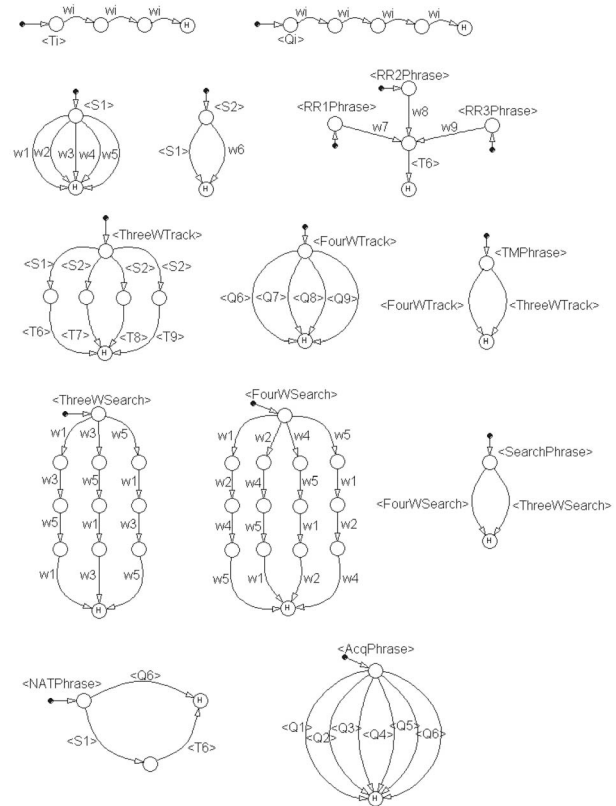 wi wi wi H
<Ti>
wi wi wi wi H
<Qi>
<S1>
w1 w2 w3 w4 w5
H
<S2>
<S1> w6
H
<RR2Phrase>
<RR1Phrase> w8 <RR3Phrase>
w7 w9
<T6>
H
<ThreeWTrack>
<S1> <S2> <S2> <S2>
<T6> <T7> <T8> <T9>
H
<FourWTrack>
<Q6> <Q7> <Q8> <Q9>
H
<TMPhrase>
<FourWTrack> <ThreeWTrack>
H
<ThreeWSearch>
w1 w3 w5
w3 w5 w1
w5 w1 w3
w1 w3 w5
H
<FourWSearch>
w1 w2 w4 w5
w2 w4 w5 w1
w4 w5 w1 w2
w5 w1 w2 w4
H
<SearchPhrase>
<FourWSearch> <ThreeWSearch>
H
<NATPhrase> <Q6> H
<S1> <T6>
<AcqPhrase>
<Q1> <Q2> <Q3> <Q4> <Q5> <Q6>
H